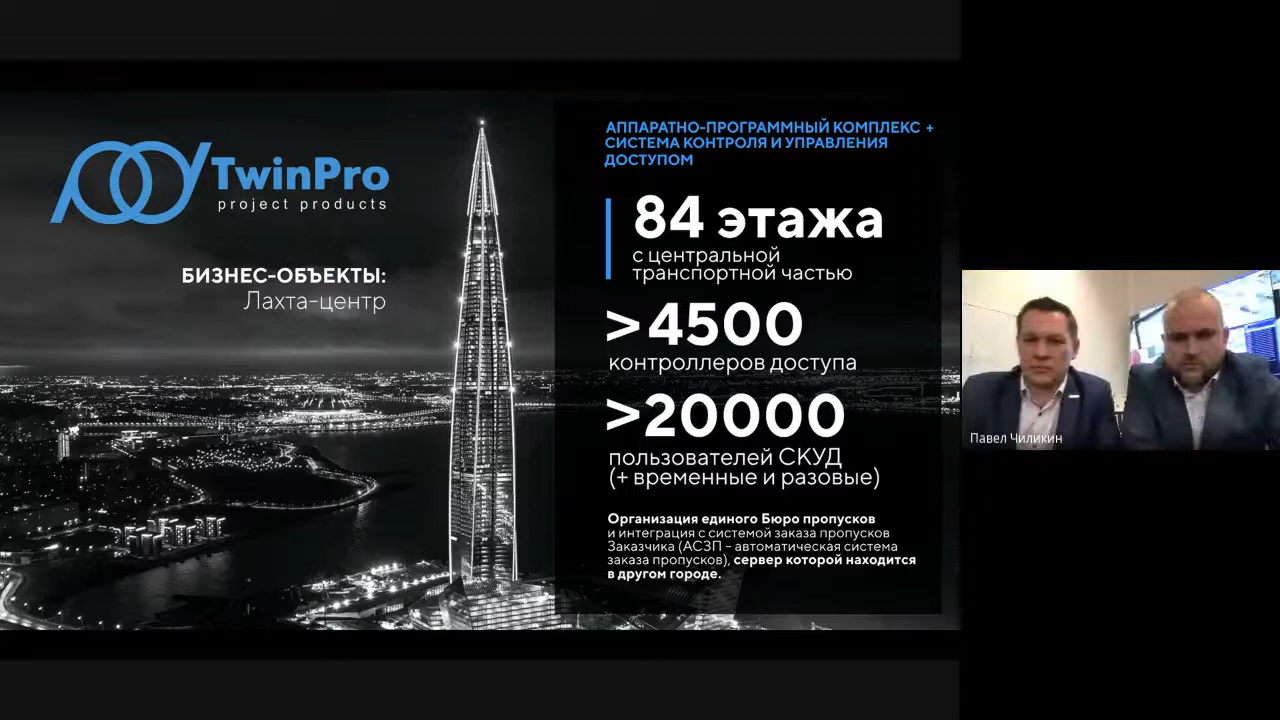 TwinPro
project products
БИЗНЕС-ОБЪЕКТЫ:
Лахта-центр
АППАРАТНО-ПРОГРАММНЫЙ КОМПЛЕКС +
СИСТЕМА КОНТРОЛЯ И УПРАВЛЕНИЯ
ДОСТУПОМ
84 этажа
с центральной
транспортной частью
>4500
контроллеров доступа
>20000
пользователей СКУД
(+ временные и разовые)
Организация единого Бюро пропусков
и интеграция с системой заказа пропусков
Заказчика (АСЗП – автоматическая система
заказа пропусков), сервер которой находится
в другом городе.
Павел Чиликин